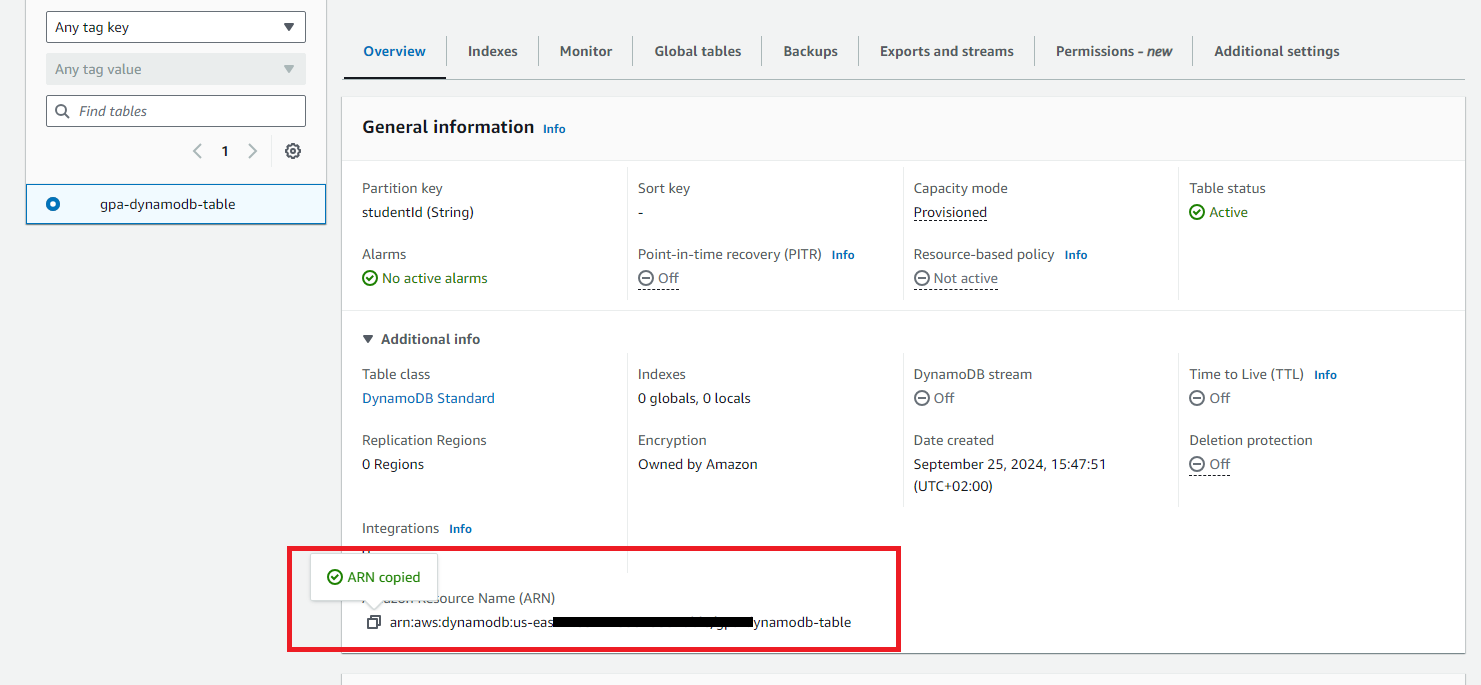 Any tag key
Any tag value
Find tables
1
gpa-dynamodb-table
Overview
Indexes
Monitor
Global tables
Backups
Exports and streams
Permissions - new
Additional settings
General information Info
Partition key
studentId (String)
Sort key
-
Capacity mode
Provisioned
Table status
Active
Alarms
No active alarms
Point-in-time recovery (PITR) Info
Off
Resource-based policy Info
Not active
Additional info
Table class
DynamoDB Standard
Indexes
0 globals, 0 locals
DynamoDB stream
Off
Time to Live (TTL) Info
Off
Replication Regions
0 Regions
Encryption
Owned by Amazon
Date created
September 25, 2024, 15:47:51
(UTC+02:00)
Deletion protection
Off
Integrations Info
ARN copied
Resource Name (ARN)
arn:aws:dynamodb:us-eas ynamodb-table